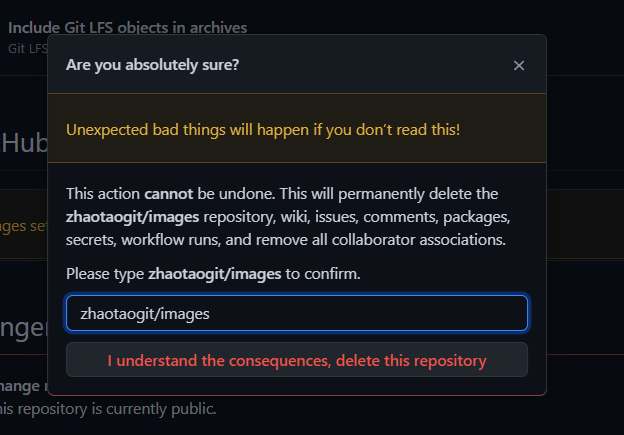 Include Git LFS objects in archives
Git LFS
Are you absolutely sure?
Hub
Unexpected bad things will happen if you don’t read this!
This action cannot be undone. This will permanently delete the
ages se
zhaotaogit/images repository, wiki, issues, comments, packages,
secrets, workflow runs, and remove all collaborator associations.
Please type zhaotaogit/images to confirm.
zhaotaogit/images
nger
I understand the consequences, delete this repository
hange
his repository is currently public.